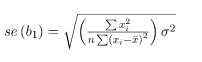 $se\,(b_1) = \sqrt{\left(\frac{\sum x_i^2}{n \sum (x_i - \bar{x})^2}\right) \sigma^2}$